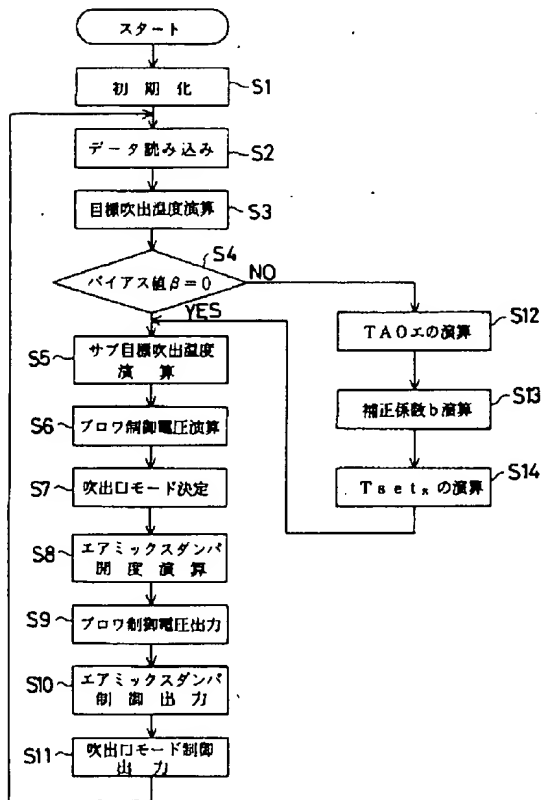 スタート
初期化 S1
データ読み込み S2
目標吹出温度演算 S3
S4
バイアス値β=0 NO
YES
S5 サブ目標吹出温度
演算
S6 ブロワ制御電圧演算
S7 吹出口モード決定
S8 エアミックスダンパ
開度演算
S9 ブロワ制御電圧出力
S10 エアミックスダンパ
制御出力
S11 吹出口モード制御
出力
TAOエの演算 S12
補正係数b演算 S13
Tsetsの演算 S14